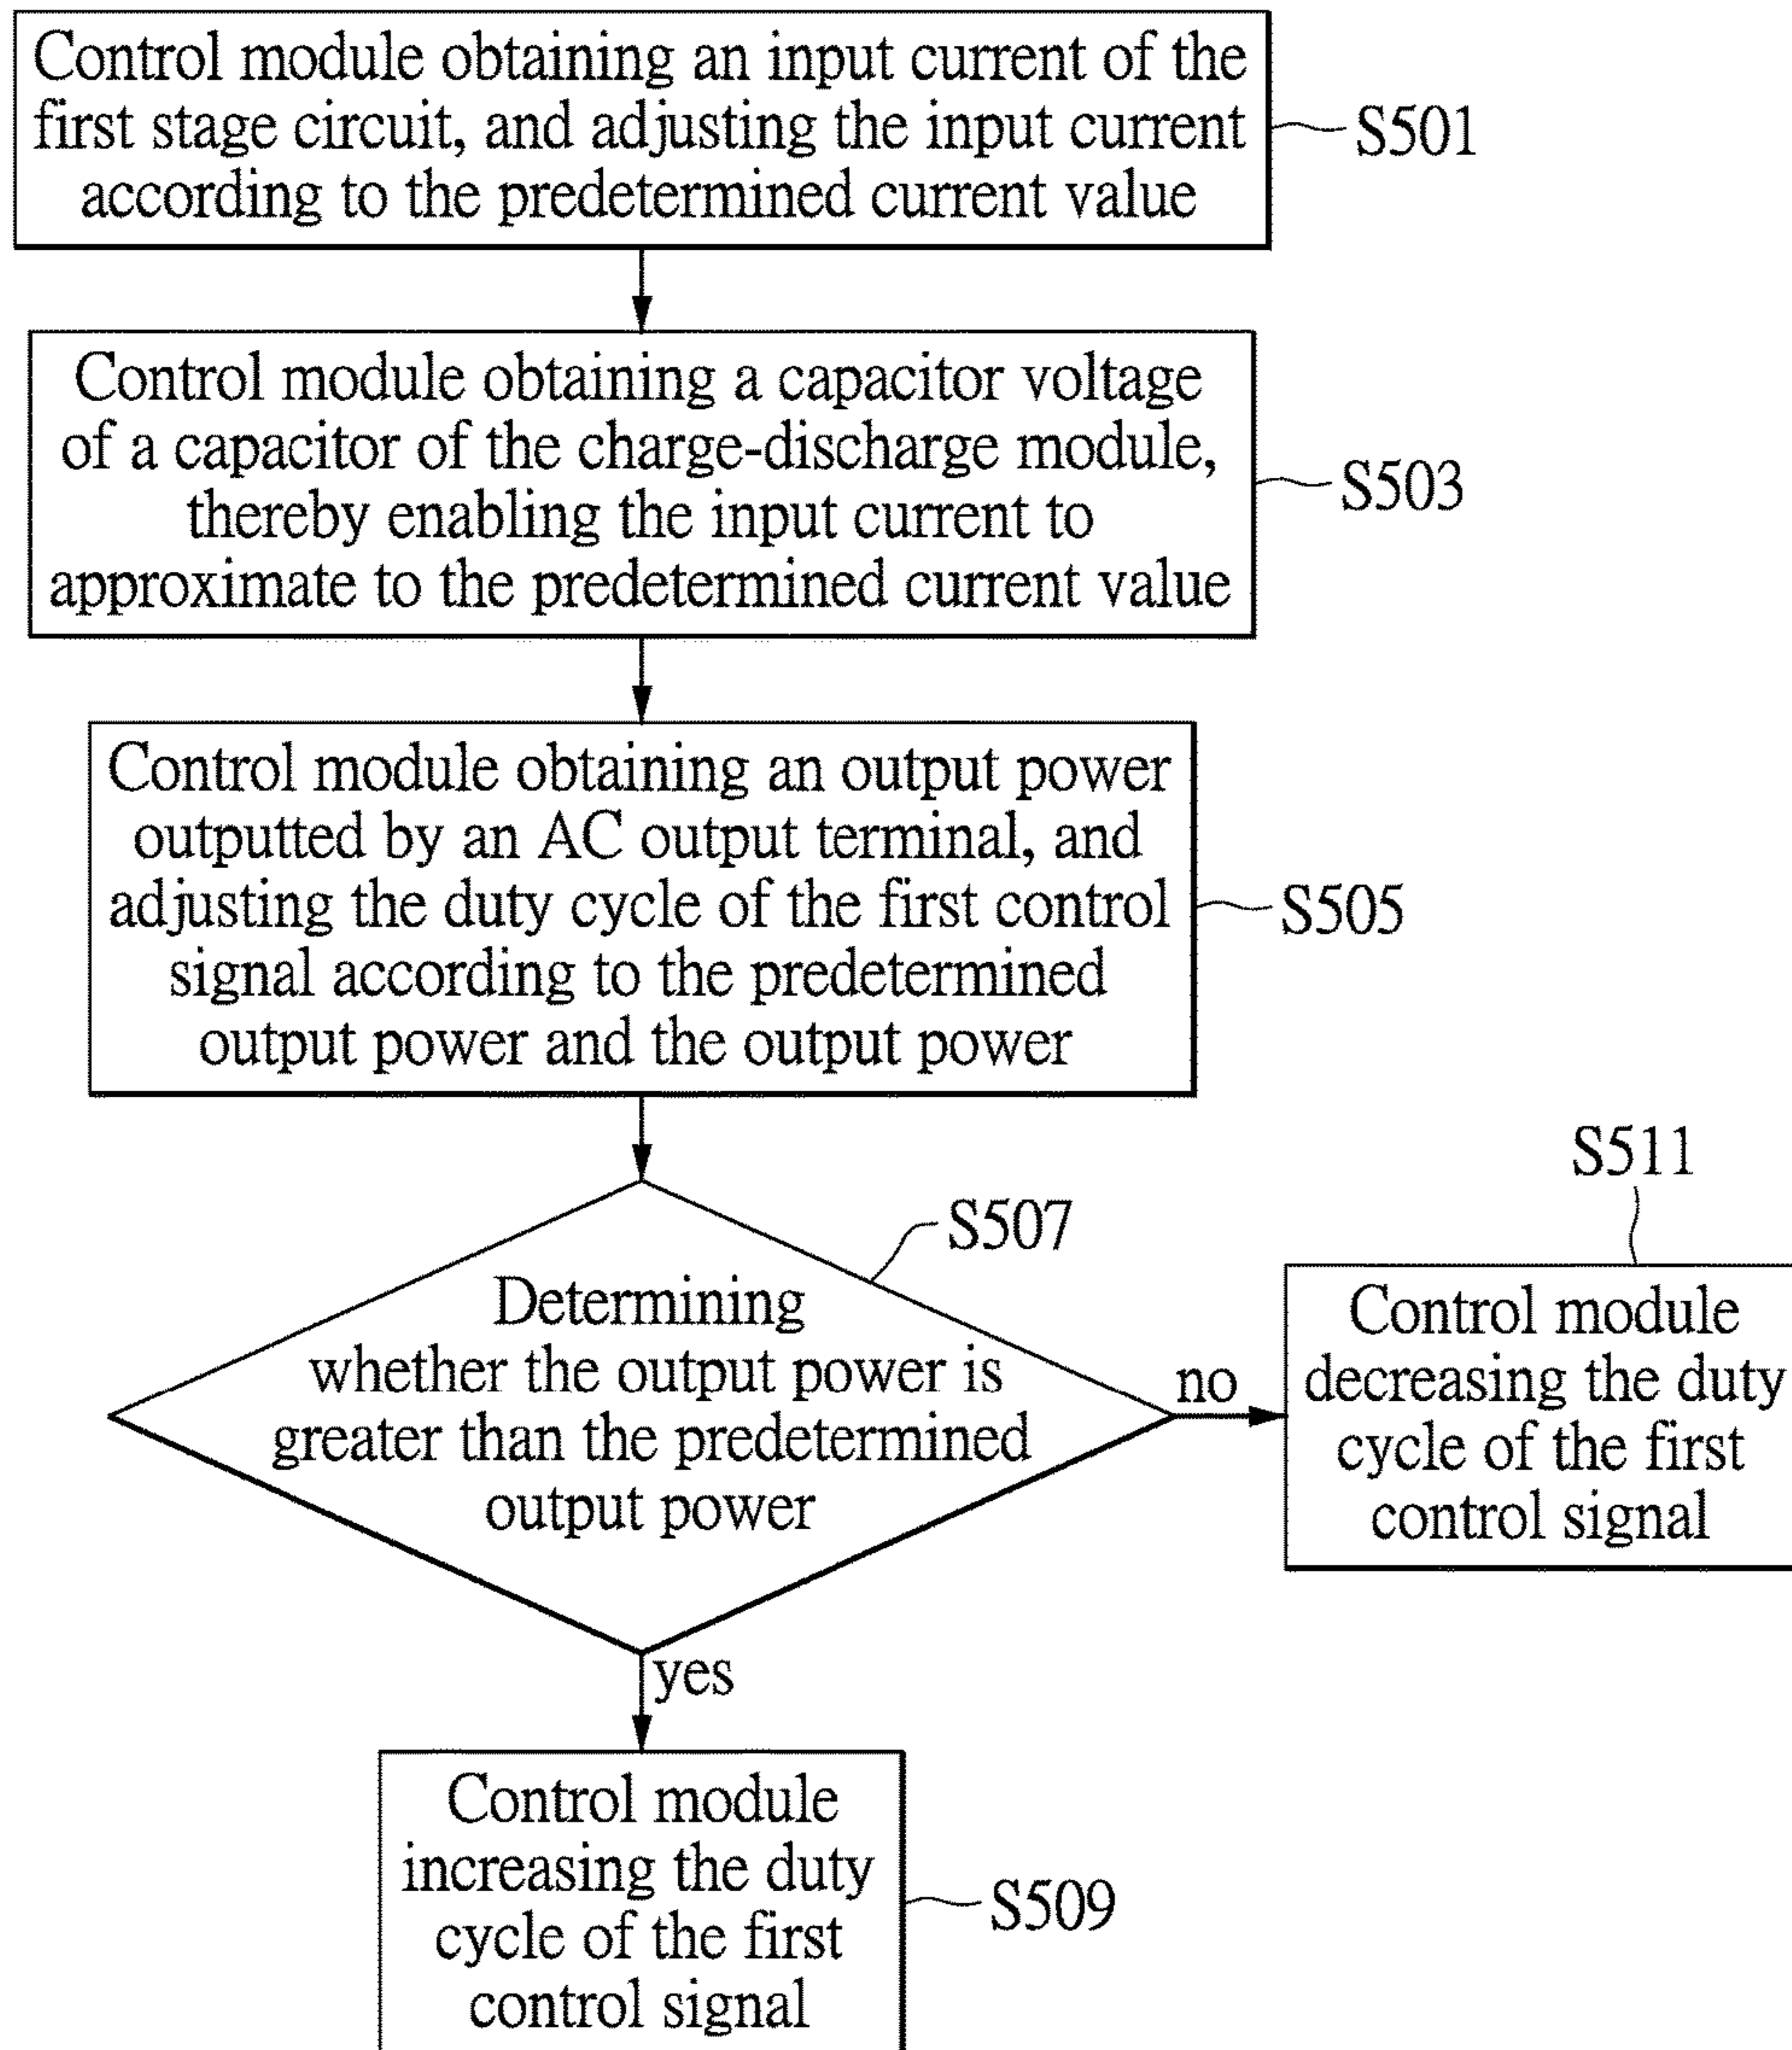 Control module obtaining an input current of the
first stage circuit, and adjusting the input current
according to the predetermined current value
S501
Control module obtaining a capacitor voltage
of a capacitor of the charge-discharge module,
thereby enabling the input current to
approximate to the predetermined current value
S503
Control module obtaining an output power
outputted by an AC output terminal, and
adjusting the duty cycle of the first control
signal according to the predetermined
output power and the output power
S505
S507
Determining
whether the output power is
greater than the predetermined
output power
no
S511
Control module
decreasing the duty
cycle of the first
control signal
yes
Control module
increasing the duty
cycle of the first
control signal
S509